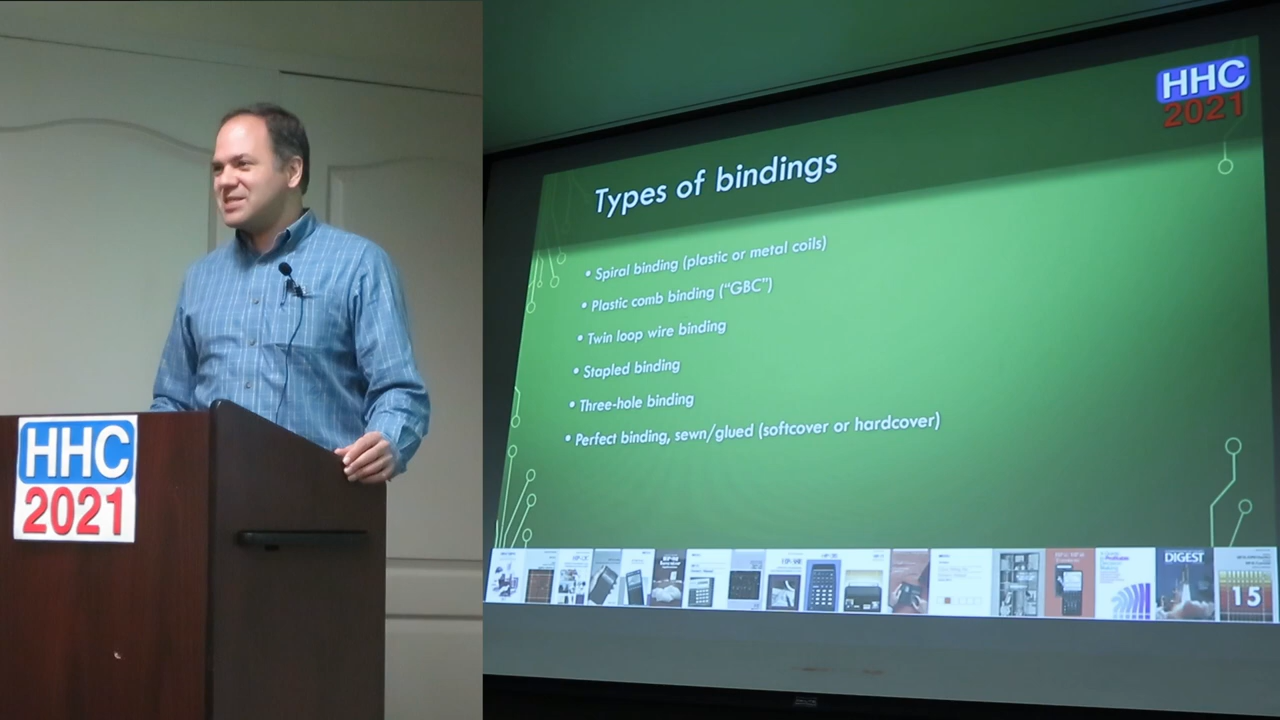 HHC
2021
HHC
2021
Types of bindings
• Spiral binding (plastic or metal coils)
• Plastic comb binding (“GBC”)
• Twin loop wire binding
• Stapled binding
• Three-hole binding
• Perfect binding, sewn/glued (softcover or hardcover)
DIGEST
15